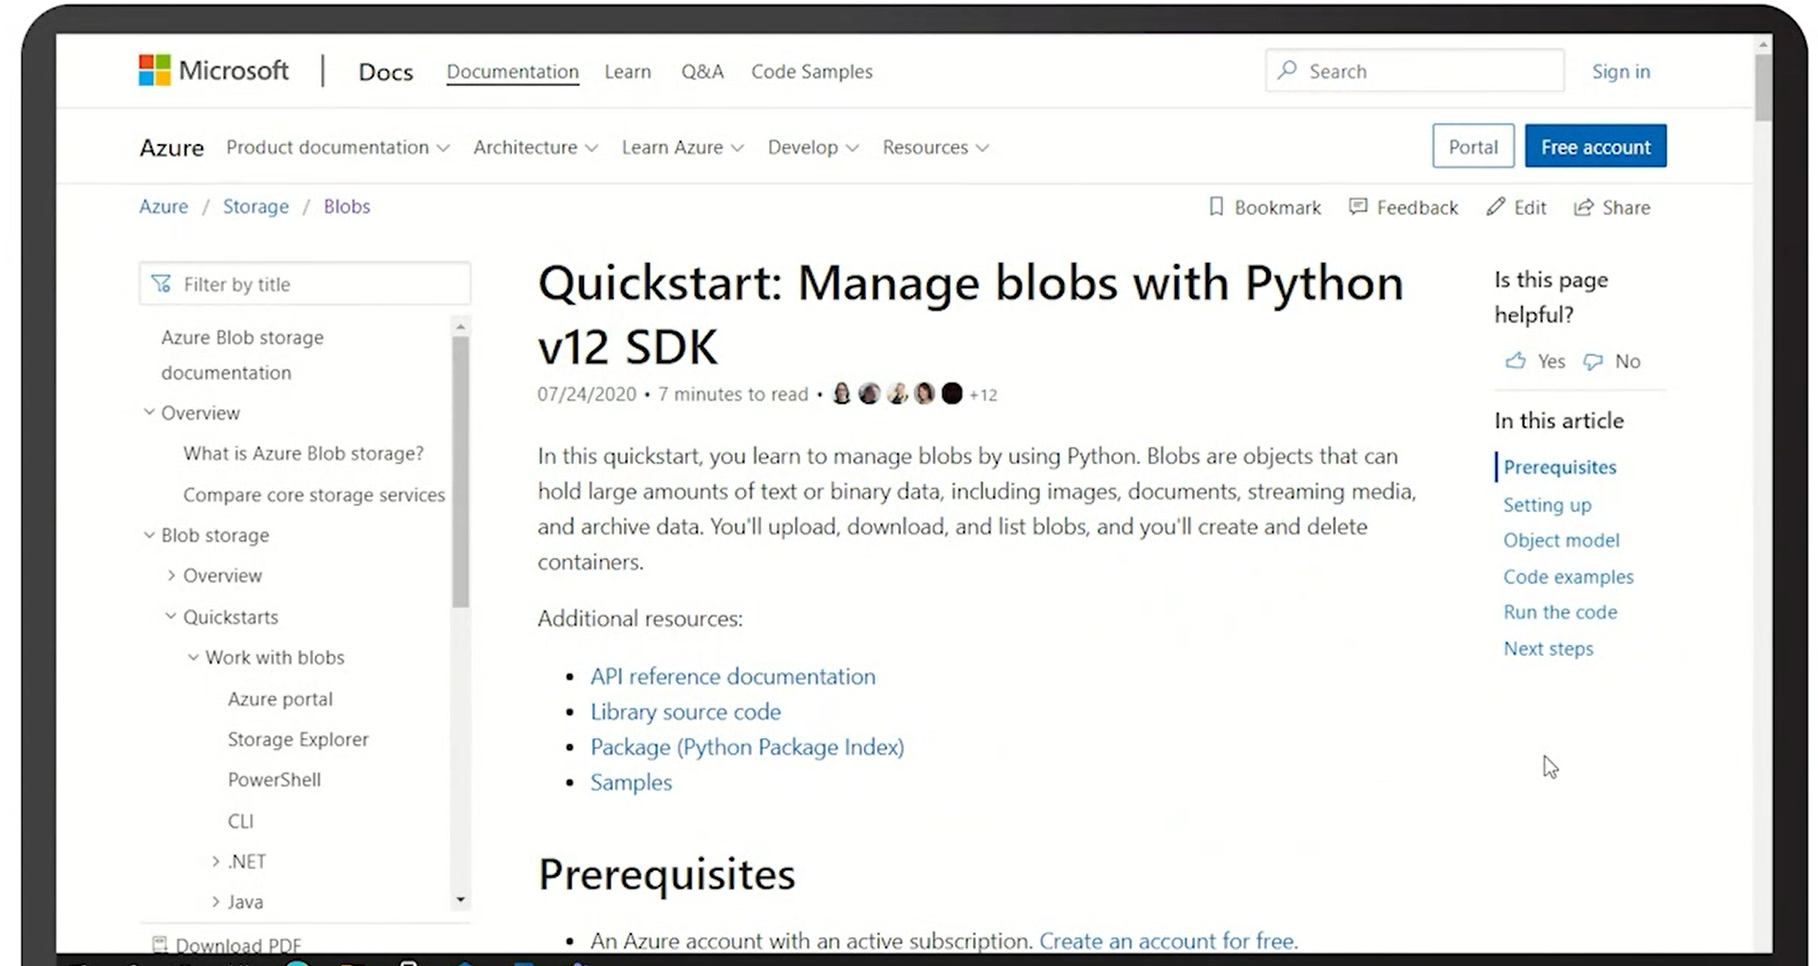 Microsoft | Docs Documentation Learn Q&A Code Samples Search Sign in
Azure Product documentation Architecture Learn Azure Develop Resources Portal Free account
Azure / Storage / Blobs
Bookmark Feedback Edit Share
Filter by title
Azure Blob storage
documentation
Overview
What is Azure Blob storage?
Compare core storage services
Blob storage
Overview
Quickstarts
Work with blobs
Azure portal
Storage Explorer
PowerShell
CLI
.NET
Java
Download PDF
Quickstart: Manage blobs with Python
v12 SDK
07/24/2020 • 7 minutes to read • +12
In this quickstart, you learn to manage blobs by using Python. Blobs are objects that can
hold large amounts of text or binary data, including images, documents, streaming media,
and archive data. You'll upload, download, and list blobs, and you'll create and delete
containers.
Additional resources:
• API reference documentation
• Library source code
• Package (Python Package Index)
• Samples
Prerequisites
• An Azure account with an active subscription. Create an account for free.
Is this page
helpful?
Yes No
In this article
Prerequisites
Setting up
Object model
Code examples
Run the code
Next steps